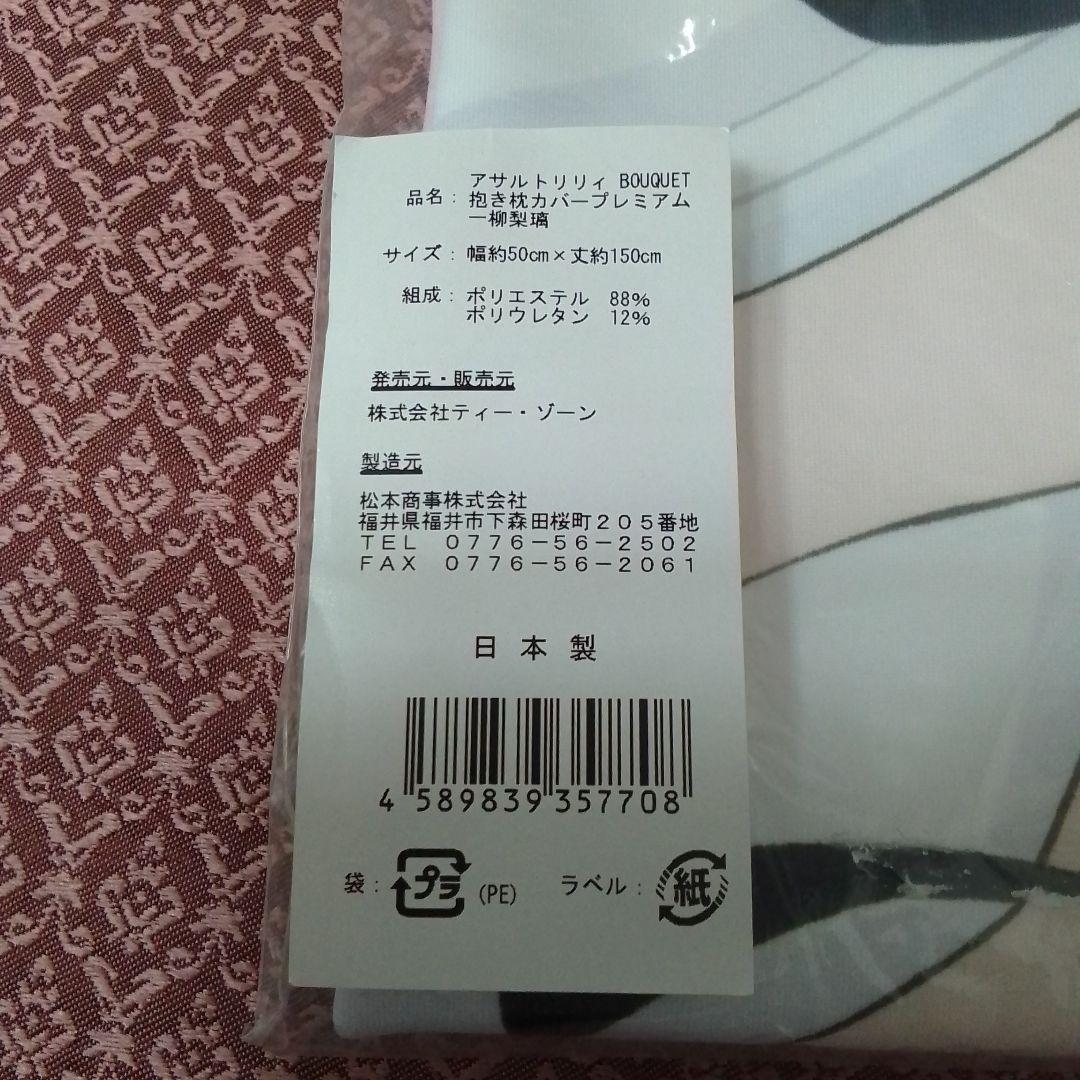 品名： アサルトリリィ BOUQUET
抱き枕カバープレミアム
一柳梨璃
サイズ： 幅約50cm×丈約150cm
組成： ポリエステル 88%
ポリウレタン 12%
発売元・販売元
株式会社ティー・ゾーン
製造元
松本商事株式会社
福井県福井市下森田桜町２０５番地
ＴＥＬ ０７７６－５６－２５０２
ＦＡＸ ０７７６－５６－２０６１
日本製
4 589839 357708
袋： プラ (PE) ラベル： 紙